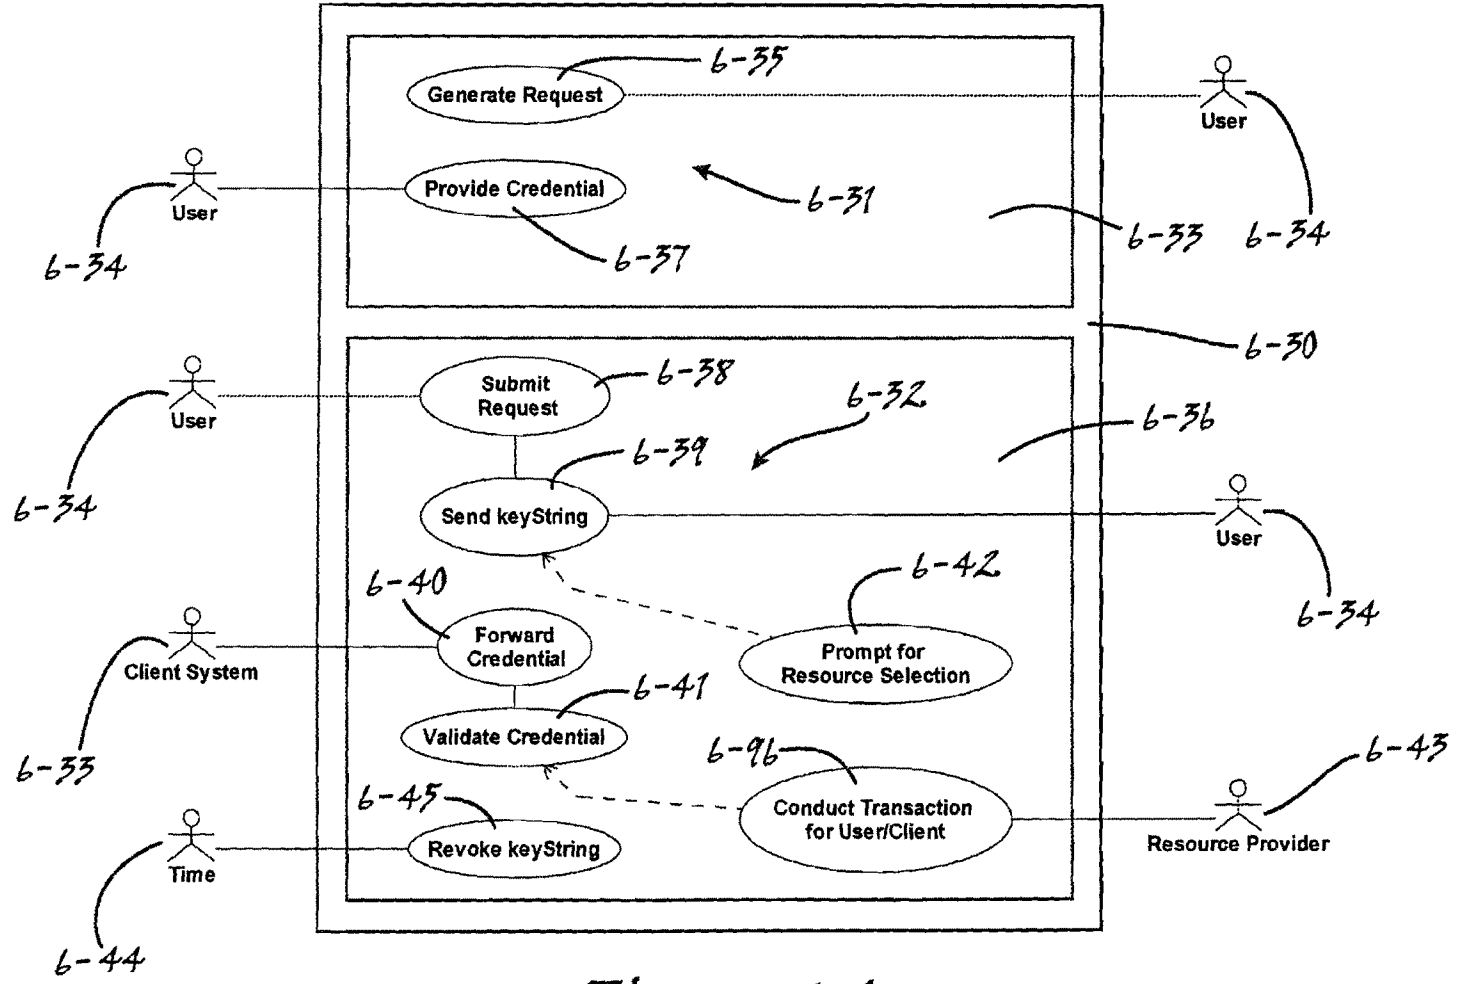 6-35
Generate Request
User
Provide Credential
6-31
User
6-33
6-34
6-34
6-37
6-30
Submit
Request
6-38
6-32
6-36
User
6-39
6-34
Send keyString
User
6-42
6-40
6-34
Forward
Credential
Prompt for
Resource Selection
Client System
6-41
Validate Credential
6-33
6-96
6-43
6-45
Conduct Transaction
for User/Client
Revoke keyString
Resource Provider
Time
6-44